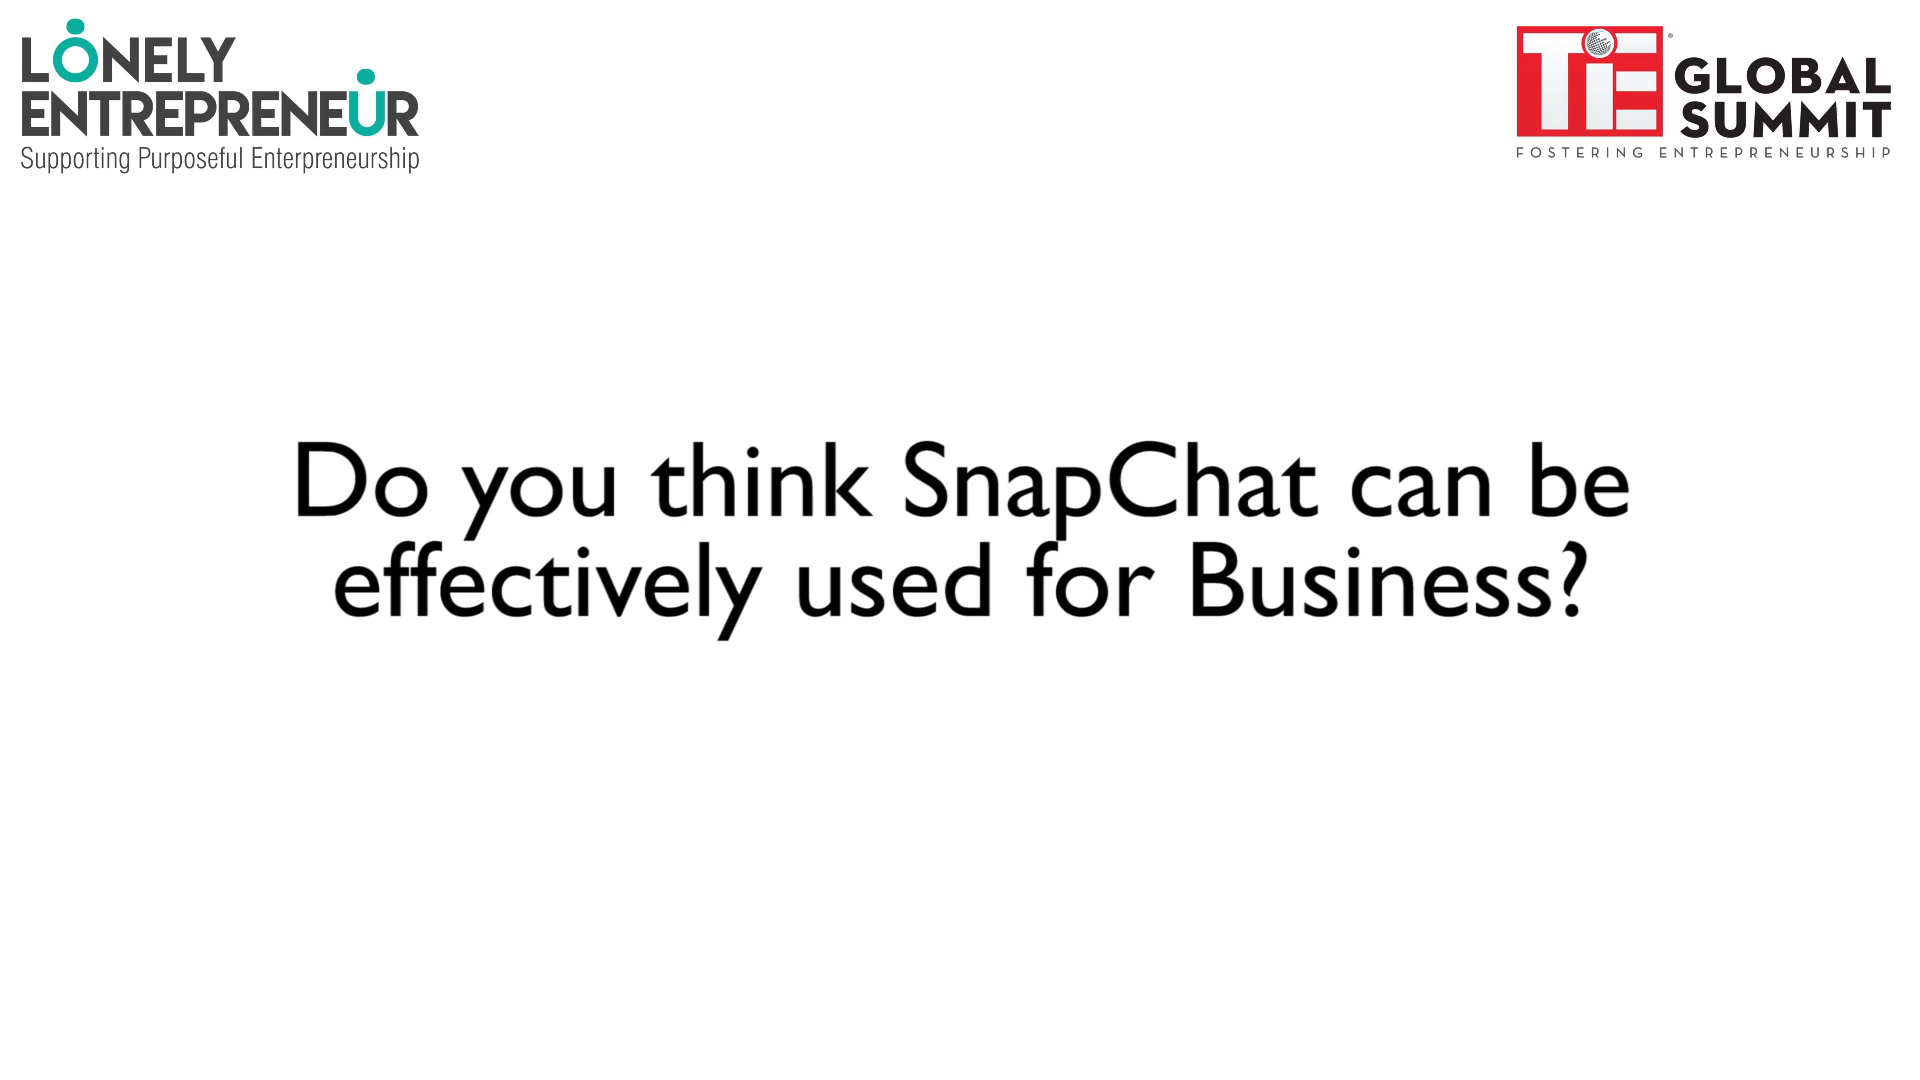 LONELY
ENTREPRENEUR
Supporting Purposeful Enterpreneurship
TiE GLOBAL
SUMMIT
FOSTERING ENTREPRENEURSHIP
Do you think SnapChat can be
effectively used for Business?